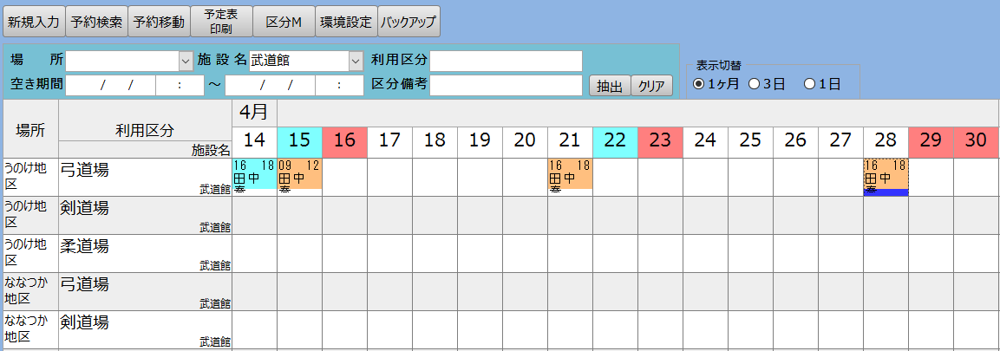 新規入力 予約検索 予約移動 予定表 印刷 区分M 環境設定 バックアップ
場 所 施設名 武道館 利用区分
表示切替
空き期間 / / : ～ / / : 区分備考 抽出 クリア 1ヶ月 3日 1日
4月
場所 利用区分 施設名 14 15 16 17 18 19 20 21 22 23 24 25 26 27 28 29 30
うのけ地区 弓道場 武道館 16 18 田中 09 12 田中 16 18 田中 16 18 田中
うのけ地区 剣道場 武道館
うのけ地区 柔道場 武道館
ななつか地区 弓道場 武道館
ななつか地区 剣道場 武道館